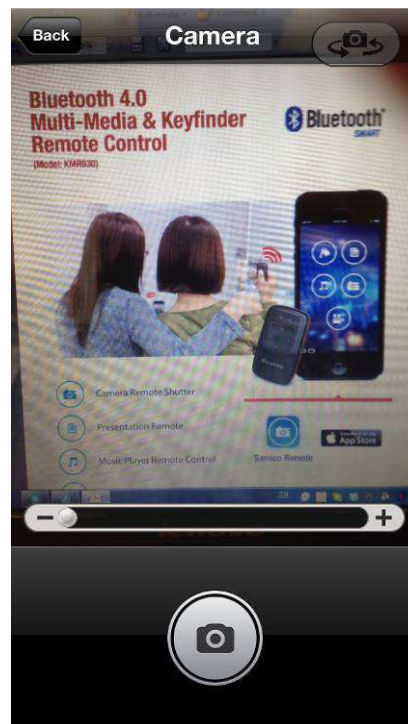 Back
Camera
Bluetooth 4.0
Multi-Media & Keyfinder
Remote Control
(Model: KMR930)
Bluetooth
SMART
Camera Remote Shutter
Presentation Remote
Music Player Remote Control
Sansco Remote
App Store
lenovo